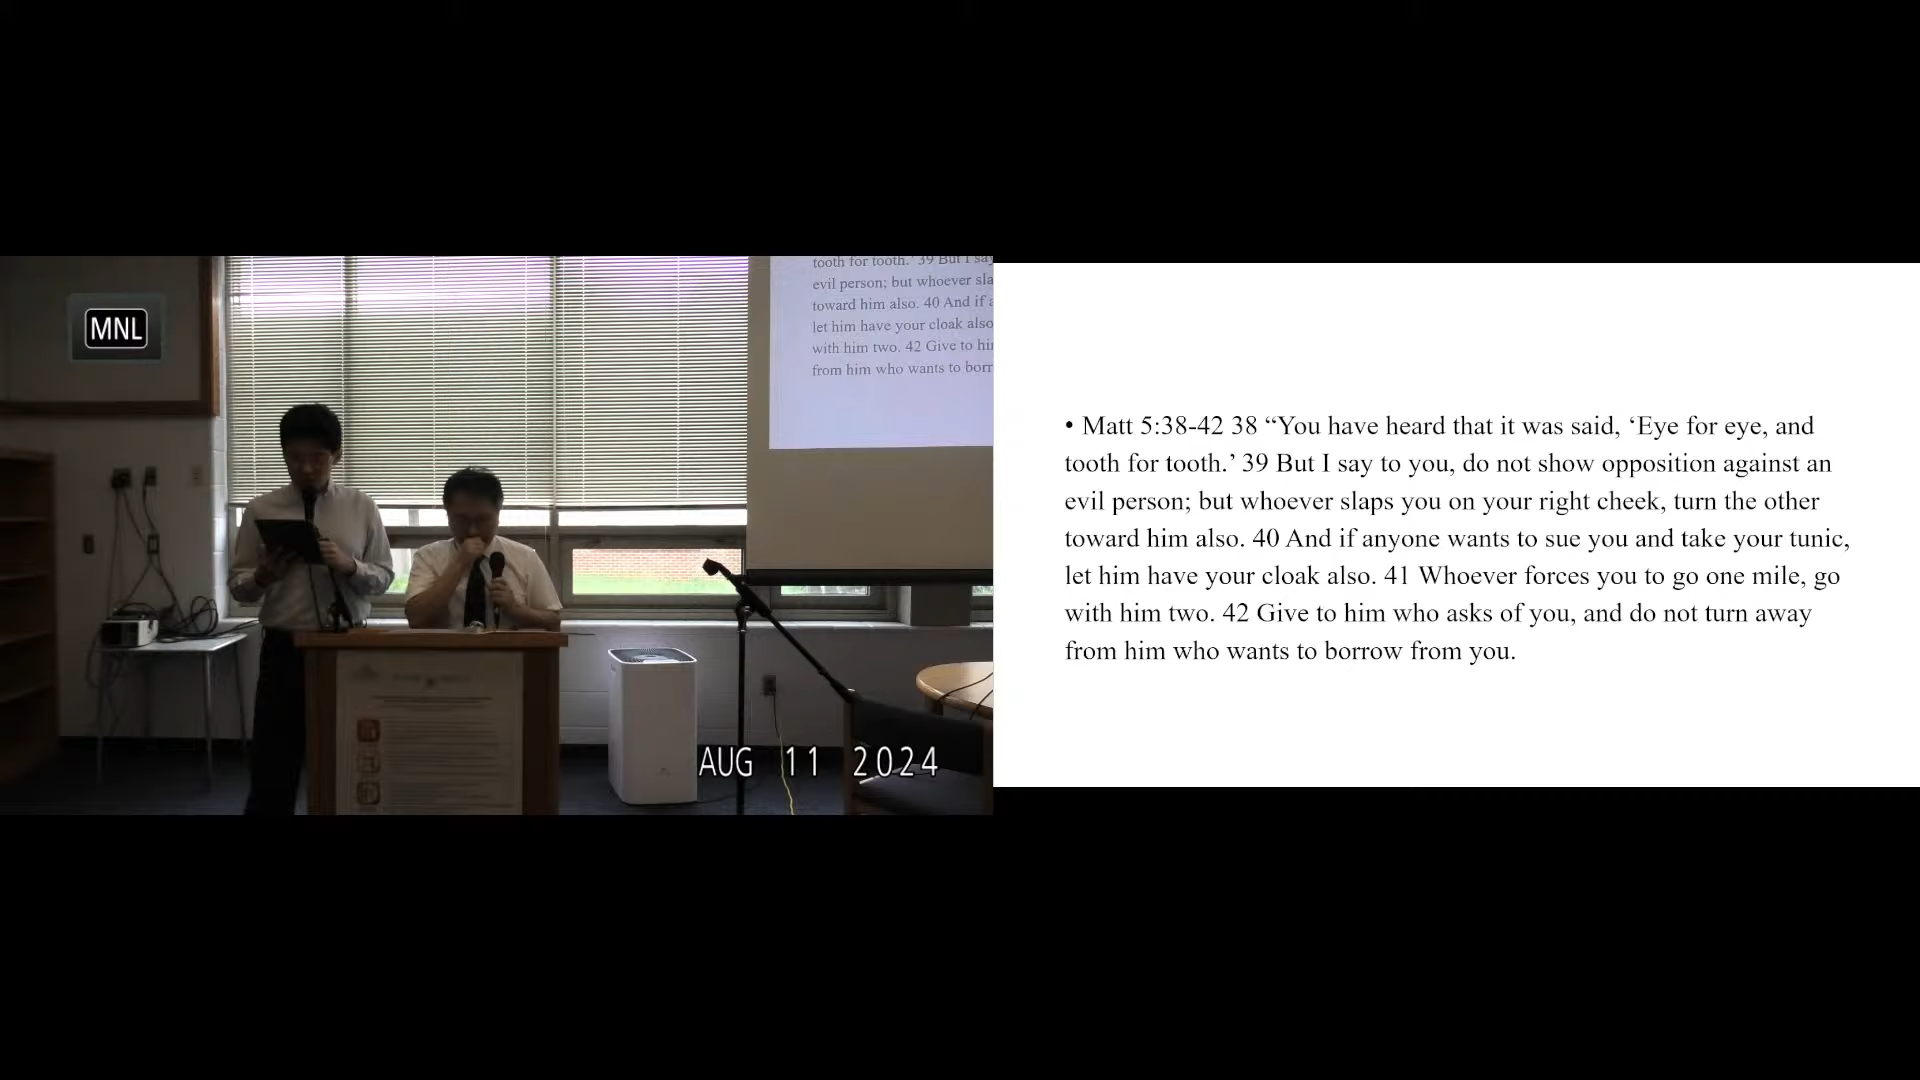 MNL
tooth for tooth.’ 39 But I say
evil person; but whoever sla
toward him also. 40 And if a
let him have your cloak also
with him two. 42 Give to hi
from him who wants to borr
AUG 11 2024
• Matt 5:38-42 38 “You have heard that it was said, ‘Eye for eye, and
tooth for tooth.’ 39 But I say to you, do not show opposition against an
evil person; but whoever slaps you on your right cheek, turn the other
toward him also. 40 And if anyone wants to sue you and take your tunic,
let him have your cloak also. 41 Whoever forces you to go one mile, go
with him two. 42 Give to him who asks of you, and do not turn away
from him who wants to borrow from you.